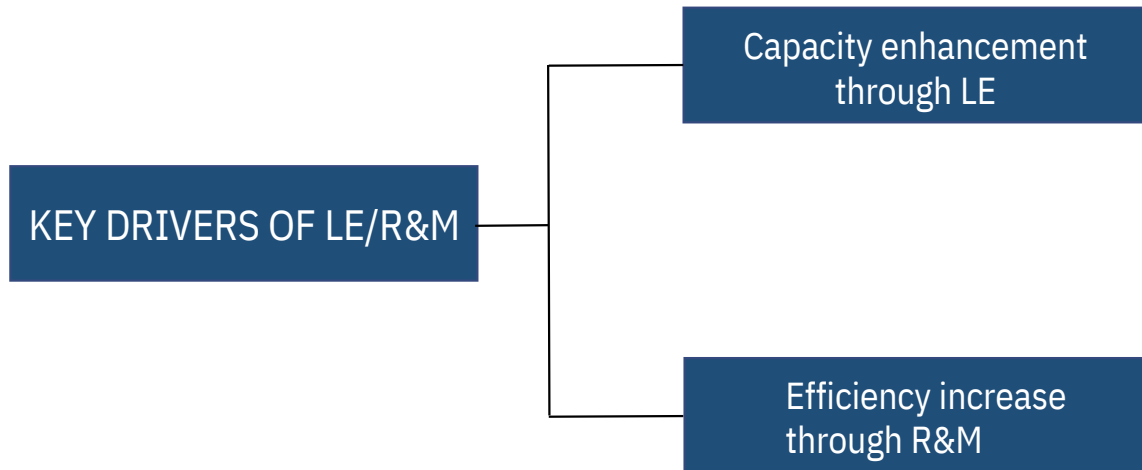 Capacity enhancement
through LE
KEY DRIVERS OF LE/R&M
Efficiency increase
through R&M